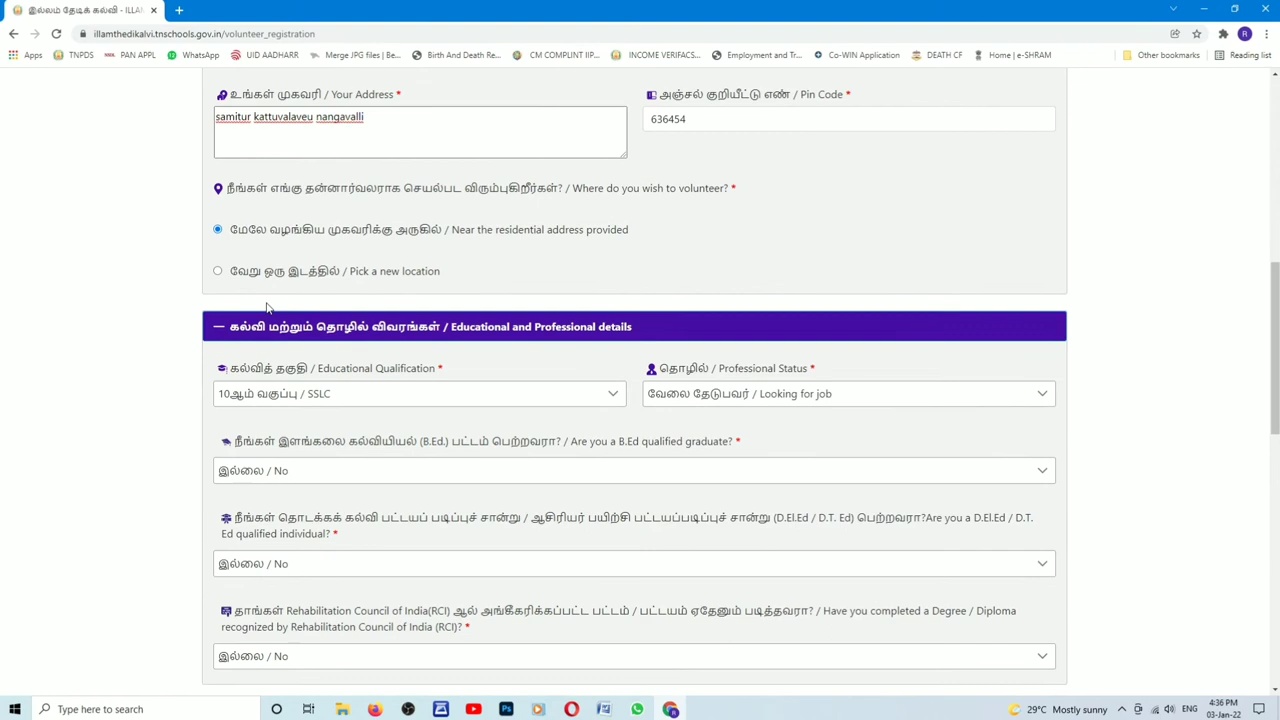 இல்லம் தேடிக் கல்வி - ILLAM
illamthedikalvi.tnschools.gov.in/volunteer_registration
Apps TNPDS PAN APPL WhatsApp UID AADHARR Merge JPG files | Be... Birth And Death Re... CM COMPLINT IIP... INCOME VERIFACS... Employment and Tr... Co-WIN Application DEATH CF Home | e-SHRAM Other bookmarks Reading list
உங்கள் முகவரி / Your Address * அஞ்சல் குறியீட்டு எண் / Pin Code *
samitur kattuvalaveu nangavalli 636454
நீங்கள் எங்கு தன்னார்வலராக செயல்பட விரும்புகிறீர்கள்? / Where do you wish to volunteer? *
மேலே வழங்கிய முகவரிக்கு அருகில் / Near the residential address provided
வேறு ஒரு இடத்தில் / Pick a new location
— கல்வி மற்றும் தொழில் விவரங்கள் / Educational and Professional details
கல்வித் தகுதி / Educational Qualification * தொழில் / Professional Status *
10ஆம் வகுப்பு / SSLC வேலை தேடுபவர் / Looking for job
நீங்கள் இளங்கலை கல்வியியல் (B.Ed.) பட்டம் பெற்றவரா? / Are you a B.Ed qualified graduate? *
இல்லை / No
நீங்கள் தொடக்கக் கல்வி பட்டயப் படிப்புச் சான்று / ஆசிரியர் பயிற்சி பட்டயப்படிப்புச் சான்று (D.El.Ed / D.T. Ed) பெற்றவரா?Are you a D.El.Ed / D.T.
Ed qualified individual? *
இல்லை / No
தாங்கள் Rehabilitation Council of India(RCI) ஆல் அங்கீகரிக்கப்பட்ட பட்டம் / பட்டயம் ஏதேனும் படித்தவரா? / Have you completed a Degree / Diploma
recognized by Rehabilitation Council of India (RCI)? *
இல்லை / No
Type here to search 29°C Mostly sunny ENG 4:36 PM
03-Jan-22